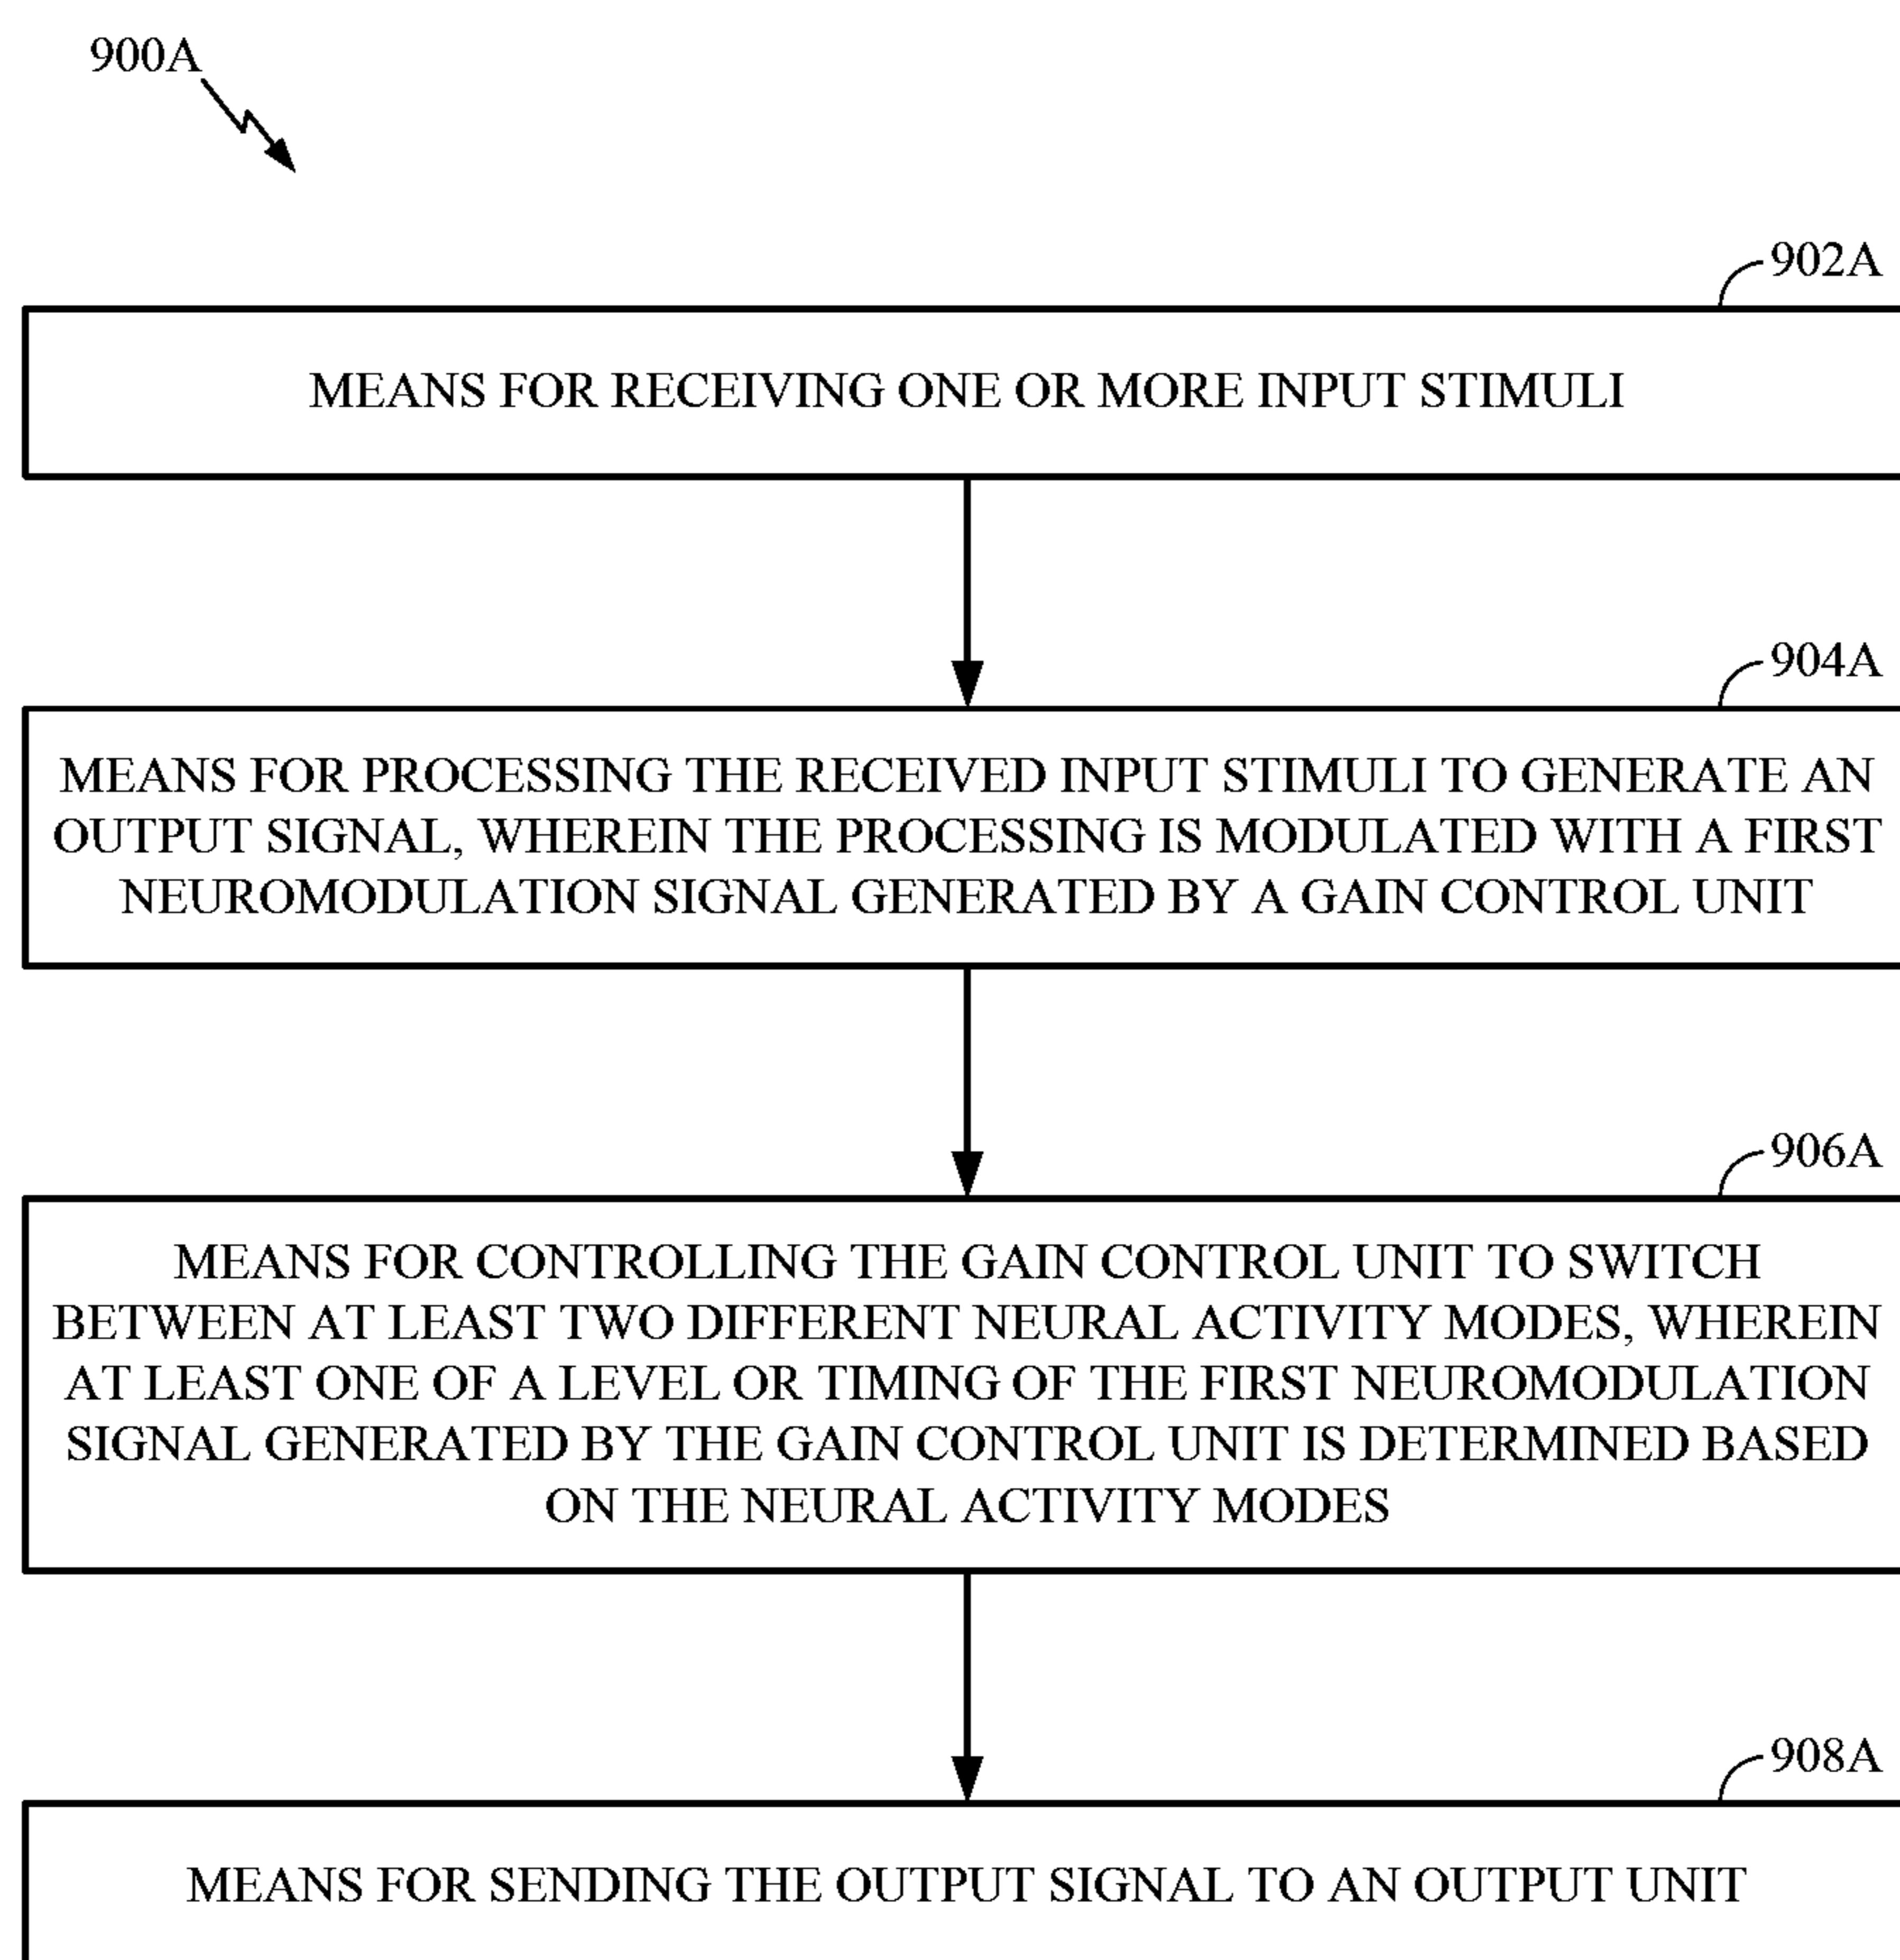 900A
902A
MEANS FOR RECEIVING ONE OR MORE INPUT STIMULI
904A
MEANS FOR PROCESSING THE RECEIVED INPUT STIMULI TO GENERATE AN
OUTPUT SIGNAL, WHEREIN THE PROCESSING IS MODULATED WITH A FIRST
NEUROMODULATION SIGNAL GENERATED BY A GAIN CONTROL UNIT
906A
MEANS FOR CONTROLLING THE GAIN CONTROL UNIT TO SWITCH
BETWEEN AT LEAST TWO DIFFERENT NEURAL ACTIVITY MODES, WHEREIN
AT LEAST ONE OF A LEVEL OR TIMING OF THE FIRST NEUROMODULATION
SIGNAL GENERATED BY THE GAIN CONTROL UNIT IS DETERMINED BASED
ON THE NEURAL ACTIVITY MODES
908A
MEANS FOR SENDING THE OUTPUT SIGNAL TO AN OUTPUT UNIT